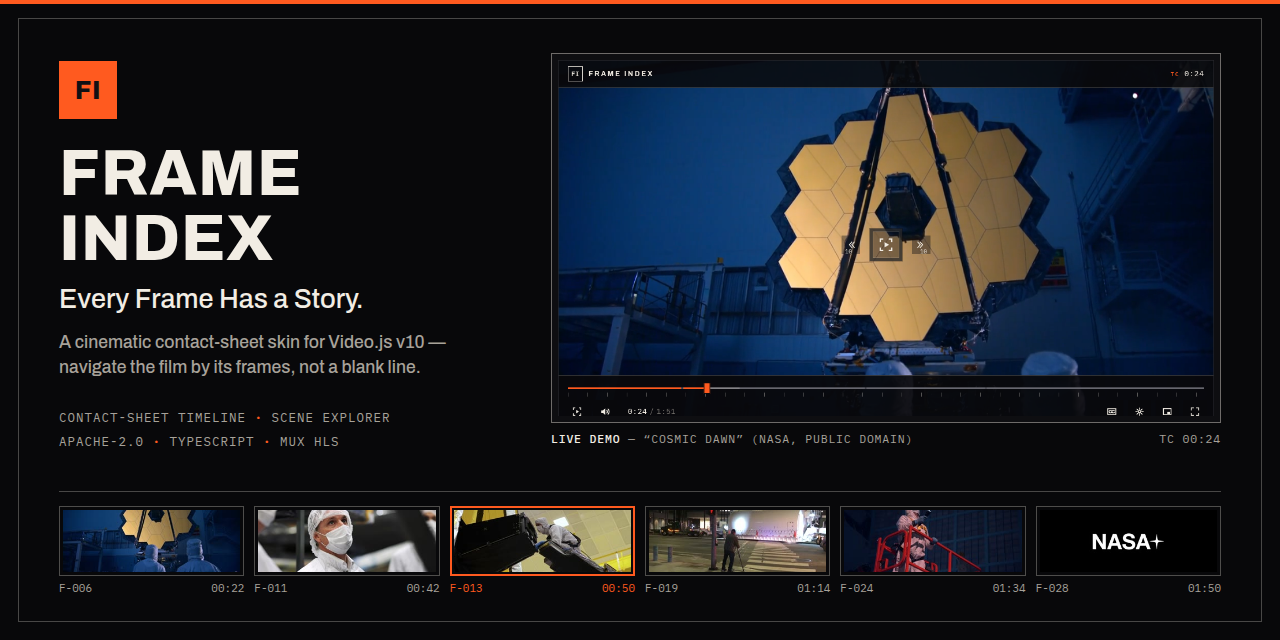 FI
FRAME
INDEX
Every Frame Has a Story.
A cinematic contact-sheet skin for Video.js v10 —
navigate the film by its frames, not a blank line.
CONTACT-SHEET TIMELINE • SCENE EXPLORER
APACHE-2.0 • TYPESCRIPT • MUX HLS
FI FRAME INDEX TC 0:24
10 10
0:24 / 1:51
LIVE DEMO — “COSMIC DAWN” (NASA, PUBLIC DOMAIN) TC 00:24
NASA
F-006 00:22 F-011 00:42 F-013 00:50 F-019 01:14 F-024 01:34 F-028 01:50